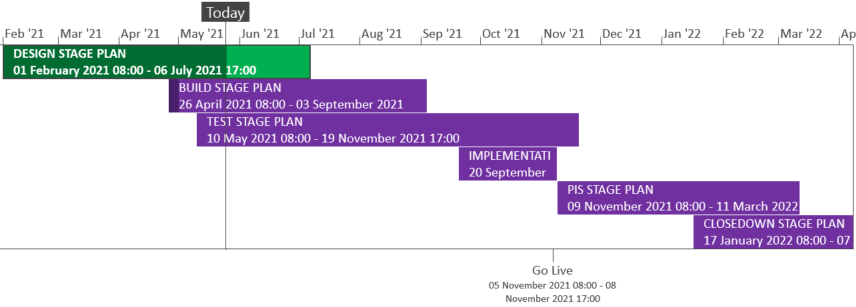 Today
Feb '21 Mar '21 Apr '21 May '21 Jun '21 Jul '21 Aug '21 Sep '21 Oct '21 Nov '21 Dec '21 Jan '22 Feb '22 Mar '22 Ap
DESIGN STAGE PLAN
01 February 2021 08:00 - 06 July 2021 17:00
BUILD STAGE PLAN
26 April 2021 08:00 - 03 September 2021
TEST STAGE PLAN
10 May 2021 08:00 - 19 November 2021 17:00
IMPLEMENTATI
20 September
PIS STAGE PLAN
09 November 2021 08:00 - 11 March 2022
CLOSEDOWN STAGE PLAN
17 January 2022 08:00 - 07
Go Live
05 November 2021 08:00 - 08
November 2021 17:00